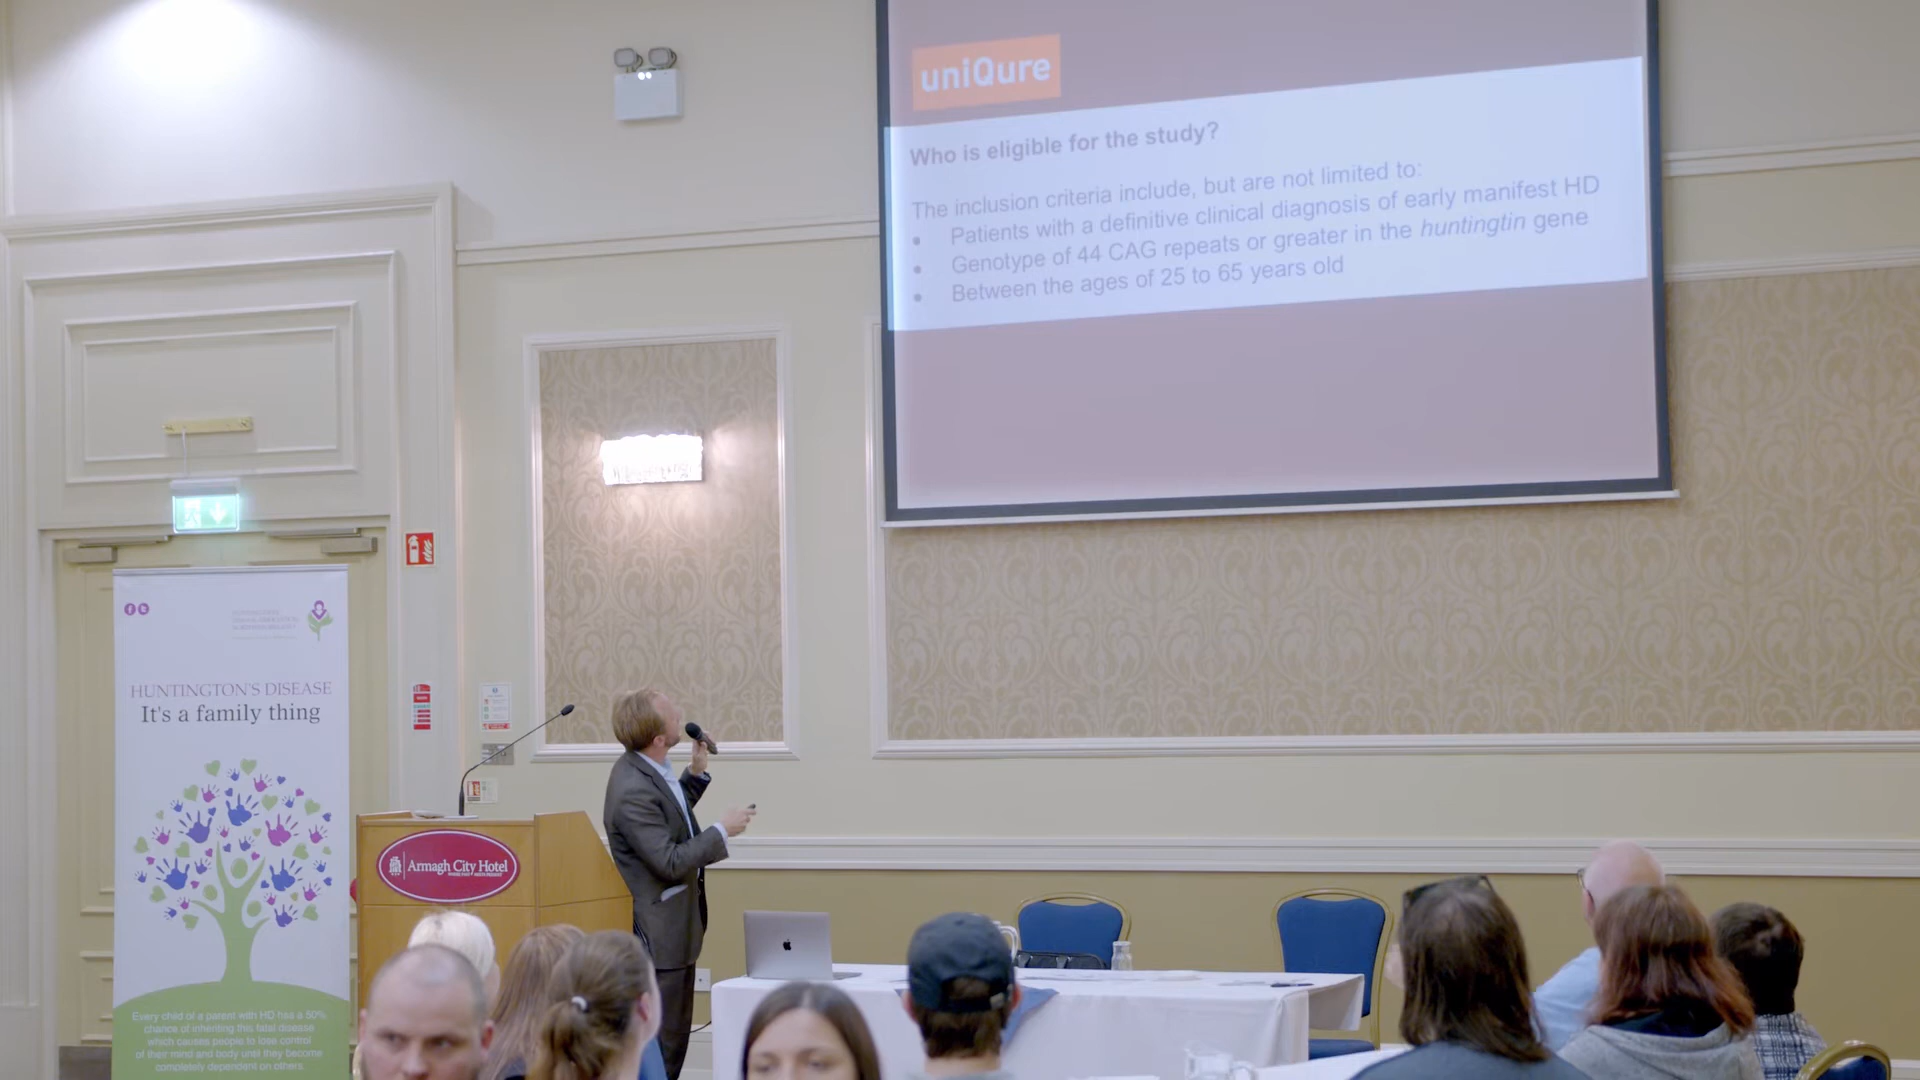 uniQure
Who is eligible for the study?
The inclusion criteria include, but are not limited to:
• Patients with a definitive clinical diagnosis of early manifest HD
• Genotype of 44 CAG repeats or greater in the huntingtin gene
• Between the ages of 25 to 65 years old
HUNTINGTON'S DISEASE
It's a family thing
Every child of a parent with HD has a 50%
chance of inheriting this fatal disease
which causes people to lose control
of their mind and body until they become
completely dependant on others
Armagh City Hotel